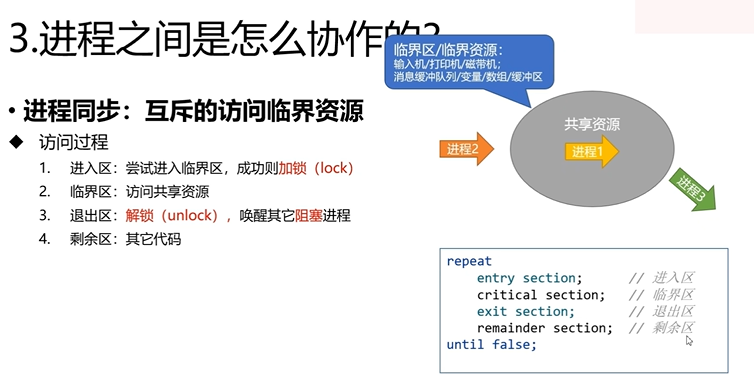 3.进程之间是怎么协作的?
临界区/临界资源：
输入机/打印机/磁带机；
消息缓冲队列/变量/数组/缓冲区
• 进程同步：互斥的访问临界资源
◆ 访问过程
1. 进入区：尝试进入临界区，成功则加锁（lock）
2. 临界区：访问共享资源
3. 退出区：解锁（unlock），唤醒其它阻塞进程
4. 剩余区：其它代码
共享资源
进程2
进程1
进程3
repeat
entry section; // 进入区
critical section; // 临界区
exit section; // 退出区
remainder section; // 剩余区
until false;